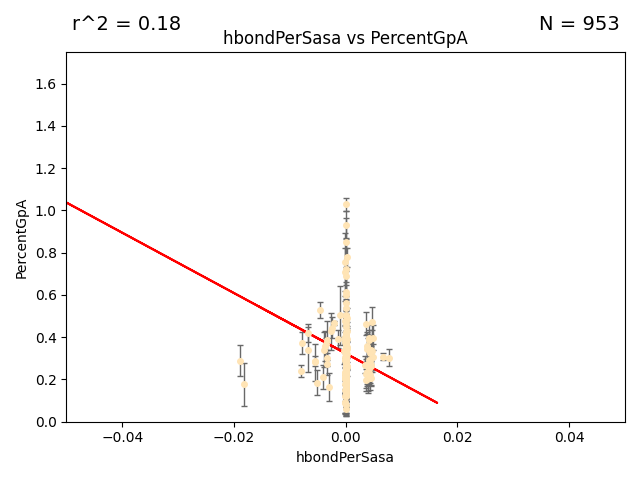 r^2 = 0.18
N = 953
hbondPerSasa vs PercentGpA
1.6
1.4
1.2
1.0
0.8
0.6
0.4
0.2
0.0
PercentGpA
−0.04
−0.02
0.00
0.02
0.04
hbondPerSasa